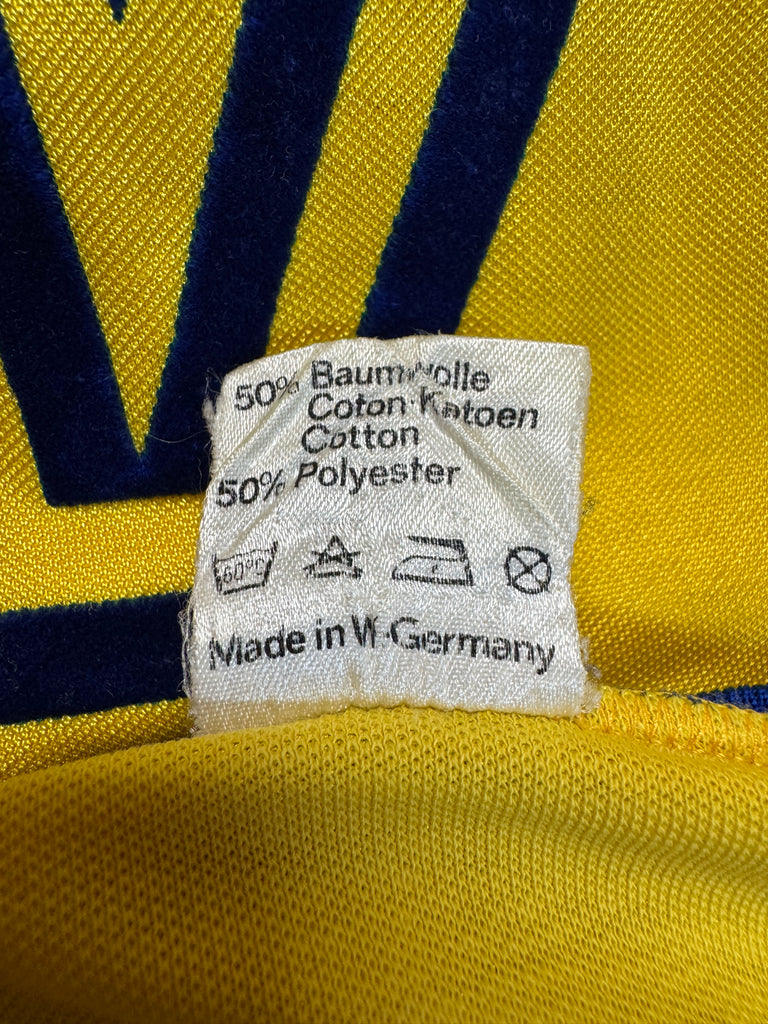 50% Baumwolle
Coton·Katoen
Cotton
50% Polyester
60°C
Made in W.-Germany